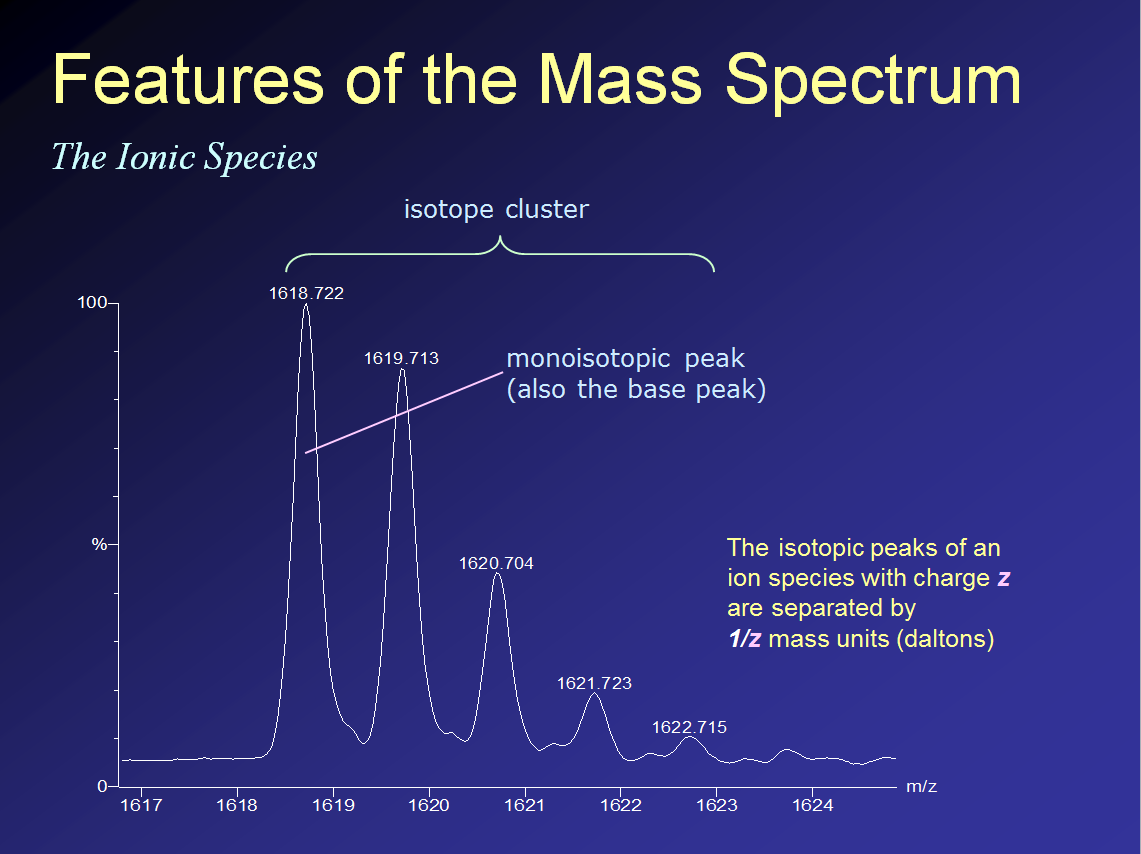 Features of the Mass Spectrum
The Ionic Species
isotope cluster
1618.722
100
1619.713
monoisotopic peak
(also the base peak)
%
The isotopic peaks of an
ion species with charge z
are separated by
1/z mass units (daltons)
1620.704
1621.723
1622.715
0
m/z
1617 1618 1619 1620 1621 1622 1623 1624